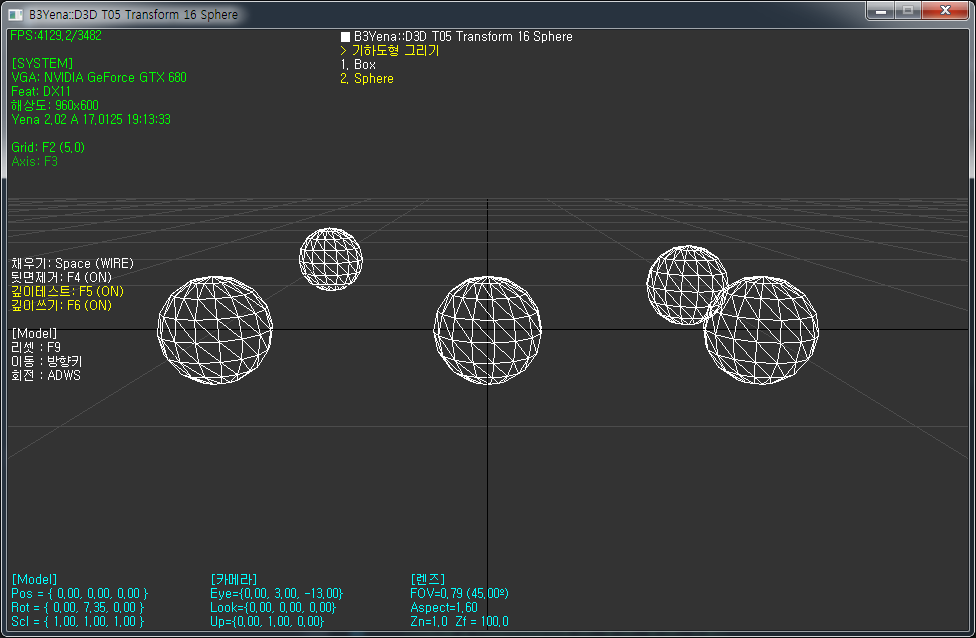 B3Yena::D3D T05 Transform 16 Sphere
FPS:4129.2/3482
[SYSTEM]
VGA: NVIDIA GeForce GTX 680
Feat: DX11
해상도: 960x600
Yena 2.02 A 17.0125 19:13:33
Grid: F2 (5.0)
Axis: F3
■ B3Yena::D3D T05 Transform 16 Sphere
> 기하도형 그리기
1. Box
2. Sphere
채우기: Space (WIRE)
뒷면제거: F4 (ON)
깊이테스트: F5 (ON)
깊이쓰기: F6 (ON)
[Model]
리셋 : F9
이동 : 방향키
회전 : ADWS
[Model]
Pos = { 0.00, 0.00, 0.00 }
Rot = { 0.00, 7.35, 0.00 }
Scl = { 1.00, 1.00, 1.00 }
[카메라]
Eye={0.00, 3.00, -13.00}
Look={0.00, 0.00, 0.00}
Up={0.00, 1.00, 0.00}
[렌즈]
FOV=0.79 (45.00º)
Aspect=1.60
Zn=1.0 Zf = 100.0